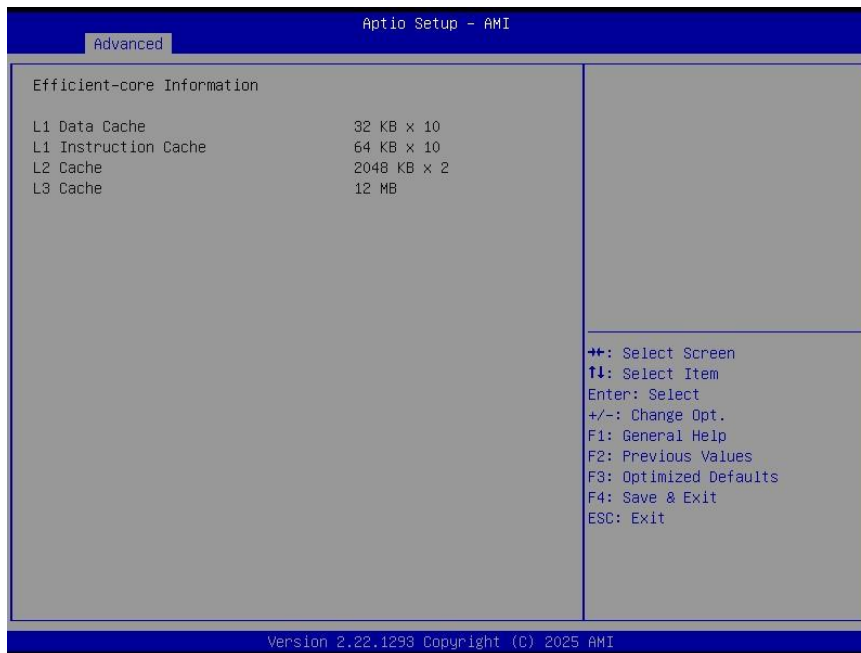 Aptio Setup - AMI
Advanced
Efficient-core Information
L1 Data Cache 32 KB x 10
L1 Instruction Cache 64 KB x 10
L2 Cache 2048 KB x 2
L3 Cache 12 MB
→←: Select Screen
↑↓: Select Item
Enter: Select
+/-: Change Opt.
F1: General Help
F2: Previous Values
F3: Optimized Defaults
F4: Save & Exit
ESC: Exit
Version 2.22.1293 Copyright (C) 2025 AMI